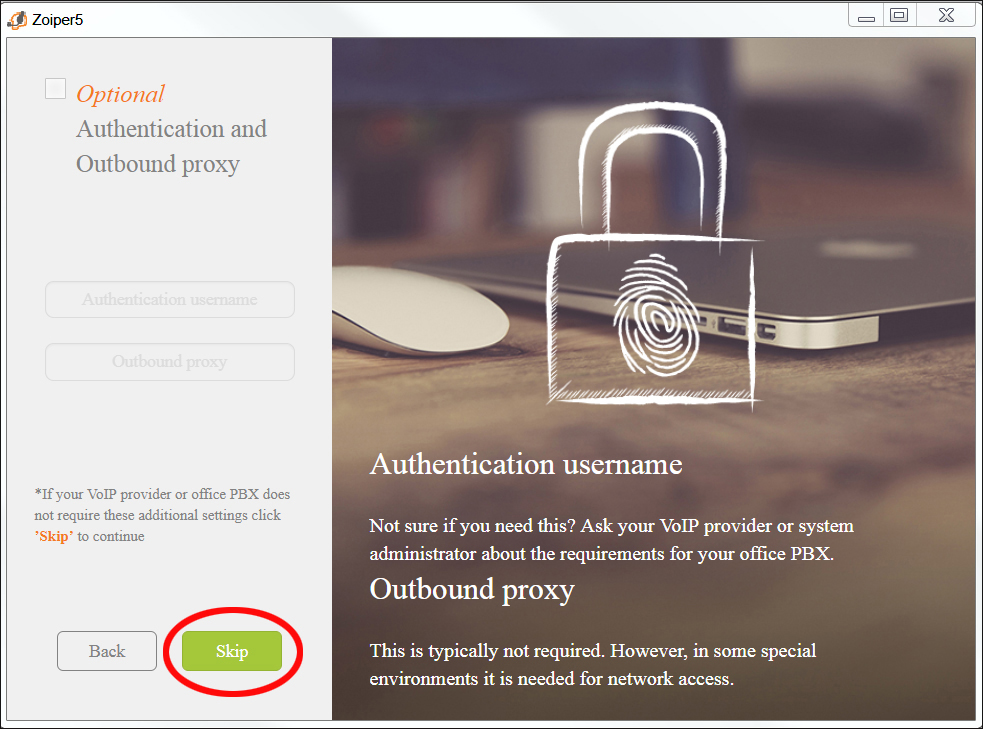 Zoiper5
Optional
Authentication and
Outbound proxy
Authentication username
Outbound proxy
*If your VoIP provider or office PBX does
not require these additional settings click
’Skip’ to continue
Back
Skip
Authentication username
Not sure if you need this? Ask your VoIP provider or system
administrator about the requirements for your office PBX.
Outbound proxy
This is typically not required. However, in some special
environments it is needed for network access.